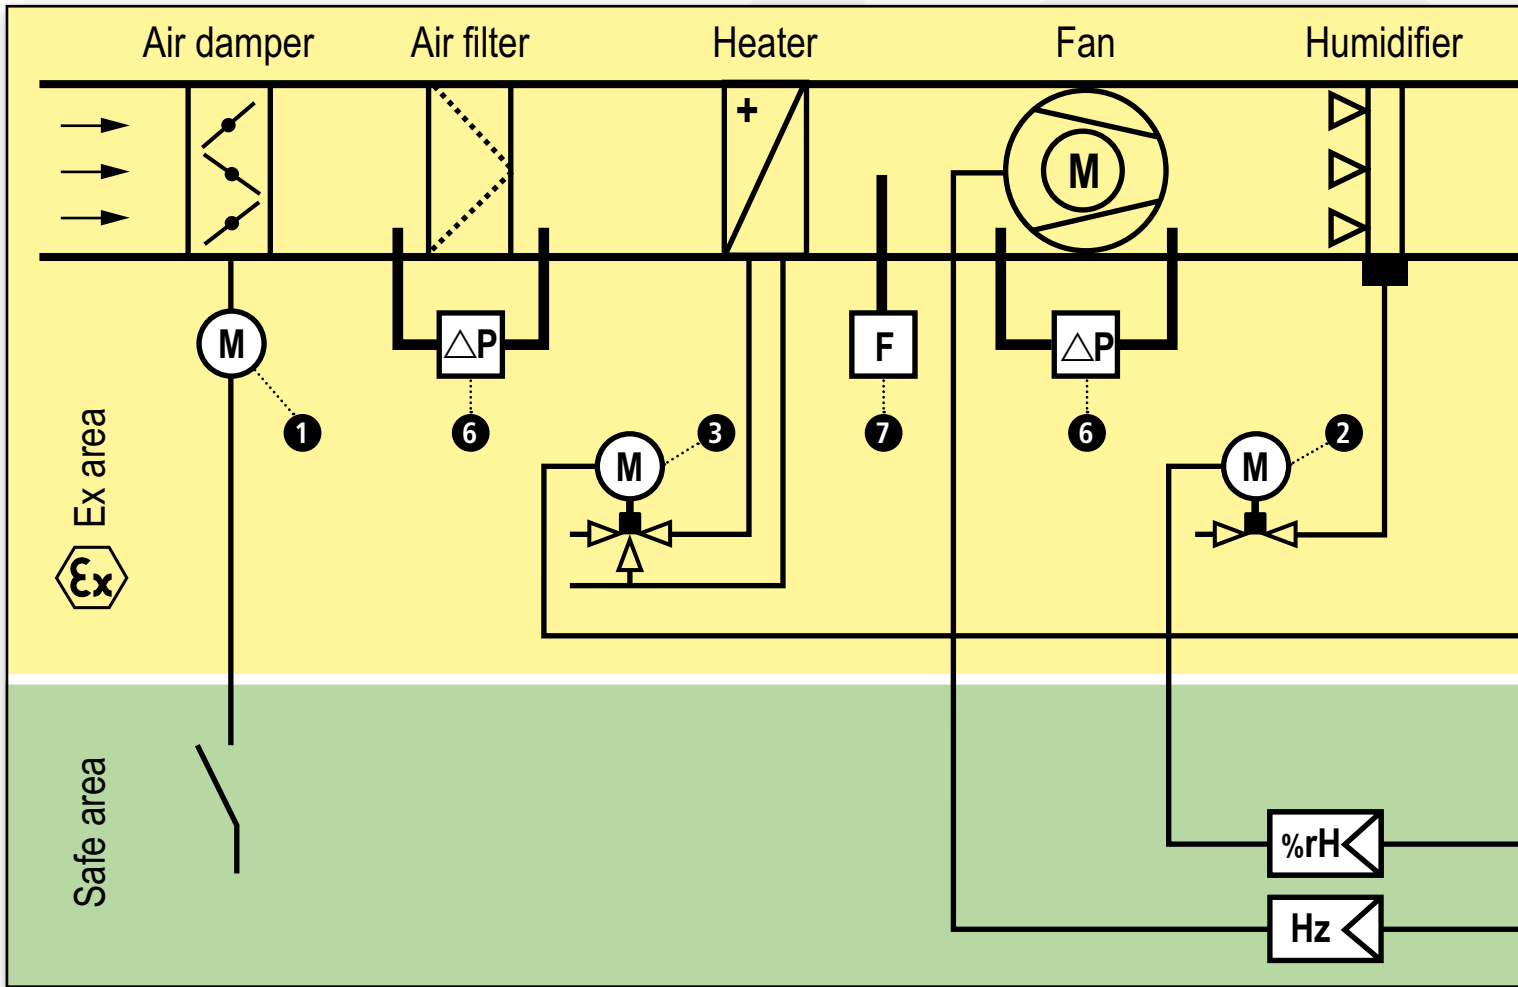 Air damper
Air filter
Heater
Fan
Humidifier
+
M
M
△P
F
△P
1
6
3
7
6
2
M
M
Ex area
Ex
Safe area
%rH
Hz